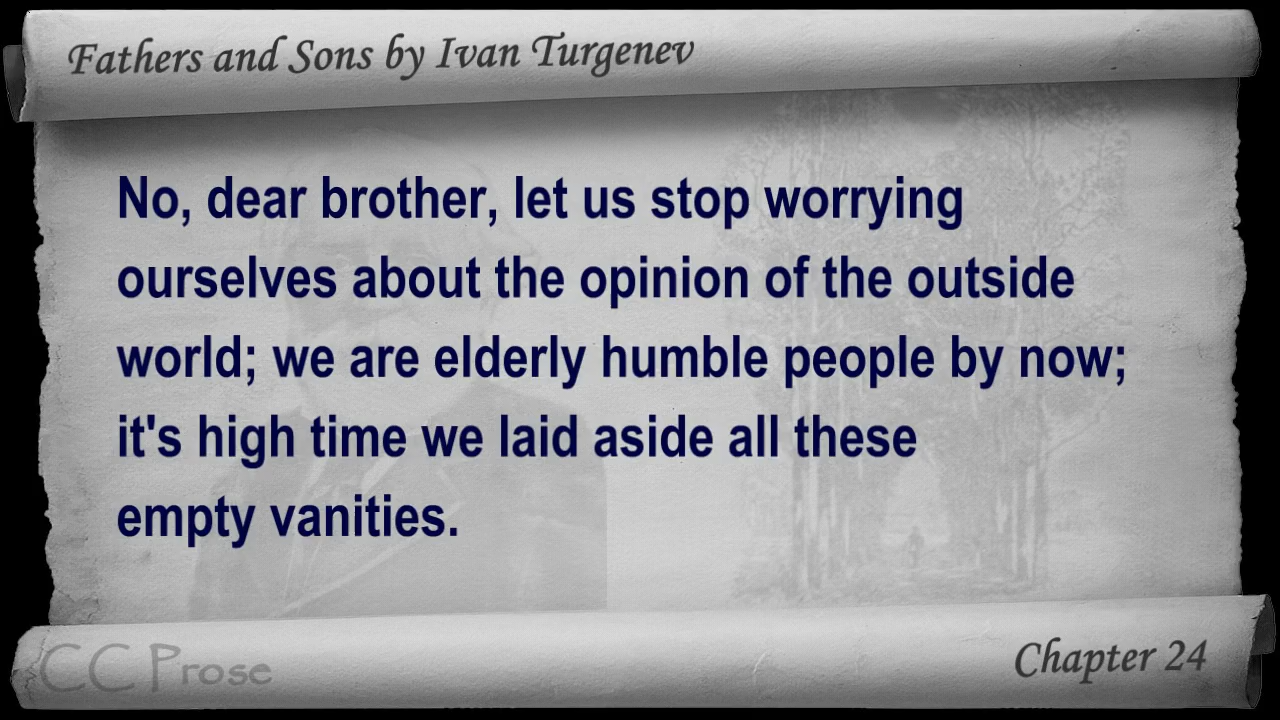 Fathers and Sons by Ivan Turgenev
No, dear brother, let us stop worrying
ourselves about the opinion of the outside
world; we are elderly humble people by now;
it's high time we laid aside all these
empty vanities.
CC Prose
Chapter 24